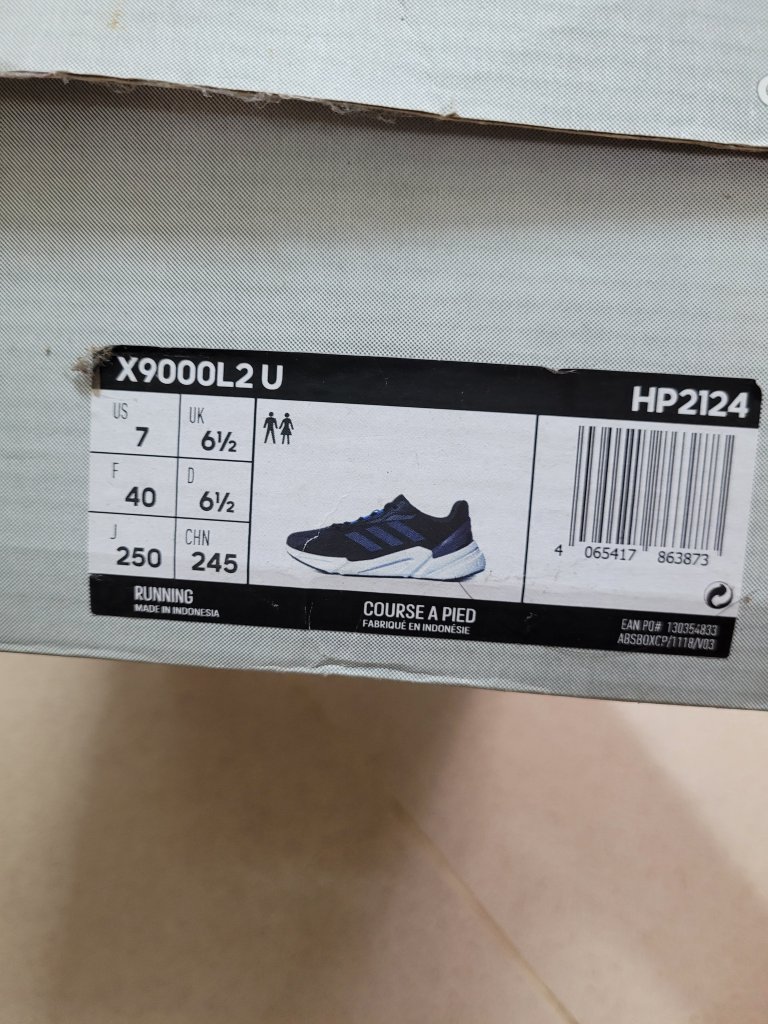 X9000L2 U
HP2124
US
7
UK
6½
F
40
D
6½
J
250
CHN
245
4 065417 863873
RUNNING
MADE IN INDONESIA
COURSE A PIED
FABRIQUÉ EN INDONÉSIE
EAN PO# 130354833
ABSBOXCP/1118/V03